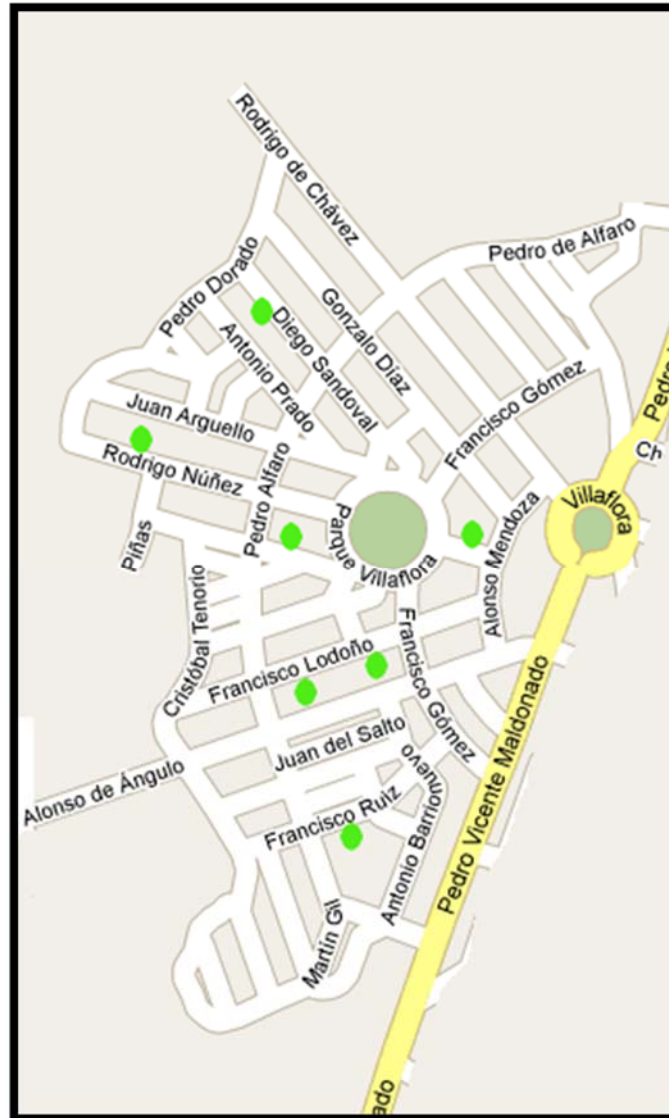 Rodrigo de Chávez
Pedro de Alfaro
Pedro Dorado
Gonzalo Díaz
Diego Sandoval
Antonio Prado
Pedro
Francisco Gómez
Juan Arguello
Ch
Rodrigo Núñez
Pedro Alfaro
Villaflora
Parque Villaflora
Alonso Mendoza
Piñas
Cristóbal Tenorio
Francisco Lodoño
Francisco Gómez
Pedro Vicente Maldonado
Juan del Salto
Alonso de Ángulo
Antonio Barrionuevo
Francisco Ruiz
Martín Gil
ado